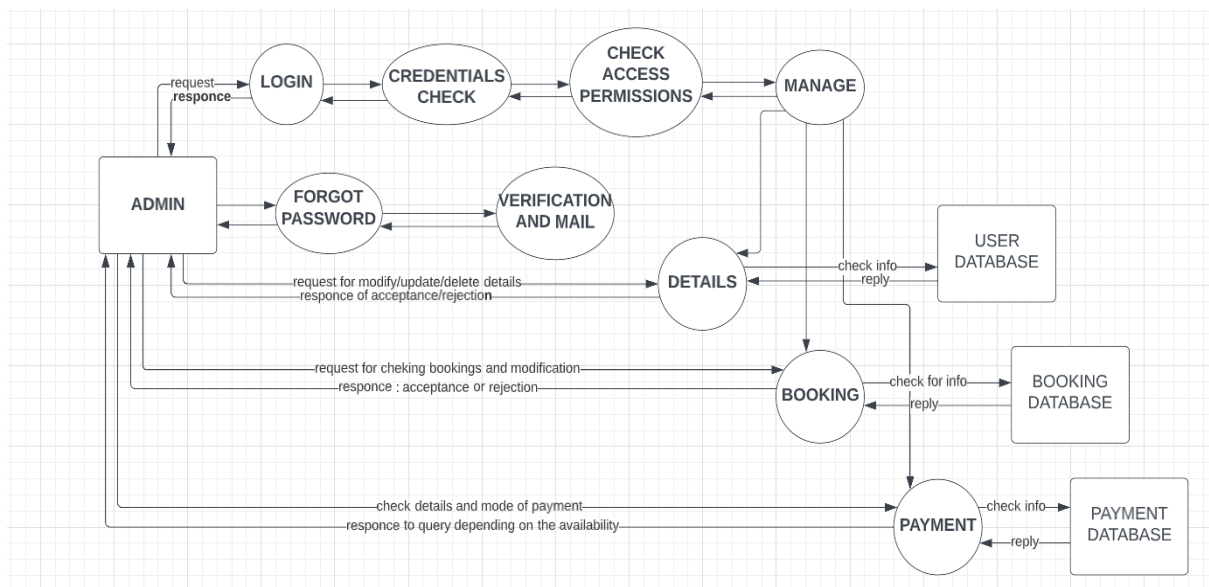 LOGIN
CREDENTIALS
CHECK
CHECK
ACCESS
PERMISSIONS
MANAGE
request
responce
ADMIN
FORGOT
PASSWORD
VERIFICATION
AND MAIL
USER
DATABASE
DETAILS
check info
reply
request for modify/update/delete details
responce of acceptance/rejection
request for cheking bookings and modification
responce : acceptance or rejection
BOOKING
check for info
reply
BOOKING
DATABASE
check details and mode of payment
responce to query depending on the availability
PAYMENT
check info
reply
PAYMENT
DATABASE